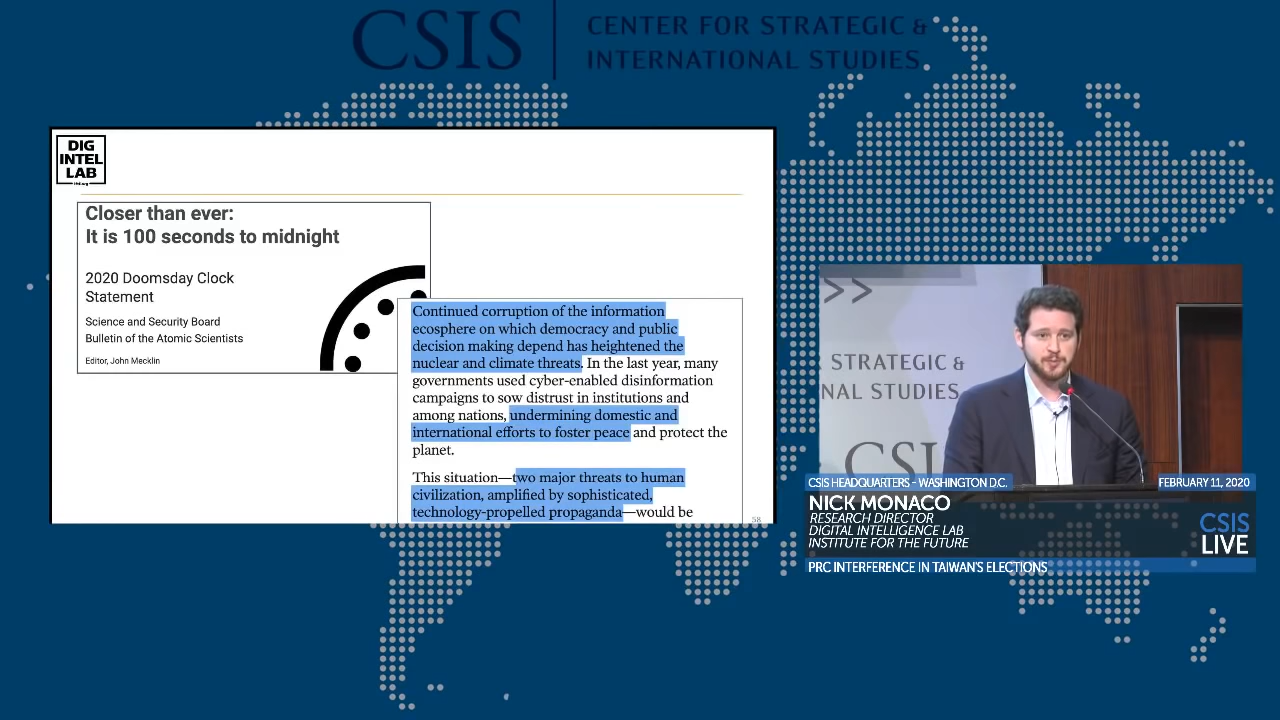 CSIS
CENTER FOR STRATEGIC &
INTERNATIONAL STUDIES
DIG
INTEL
LAB
Closer than ever:
It is 100 seconds to midnight
2020 Doomsday Clock
Statement
Science and Security Board
Bulletin of the Atomic Scientists
Editor, John Mecklin
Continued corruption of the information
ecosphere on which democracy and public
decision making depend has heightened the
nuclear and climate threats. In the last year, many
governments used cyber-enabled disinformation
campaigns to sow distrust in institutions and
among nations, undermining domestic and
international efforts to foster peace and protect the
planet.
This situation—two major threats to human
civilization, amplified by sophisticated,
technology-propelled propaganda—would be
58
>>
STRATEGIC &
NAL STUDIES
CSI
CSIS HEADQUARTERS - WASHINGTON D.C.
FEBRUARY 11, 2020
NICK MONACO
RESEARCH DIRECTOR
DIGITAL INTELLIGENCE LAB
INSTITUTE FOR THE FUTURE
CSIS
LIVE
PRC INTERFERENCE IN TAIWAN'S ELECTIONS